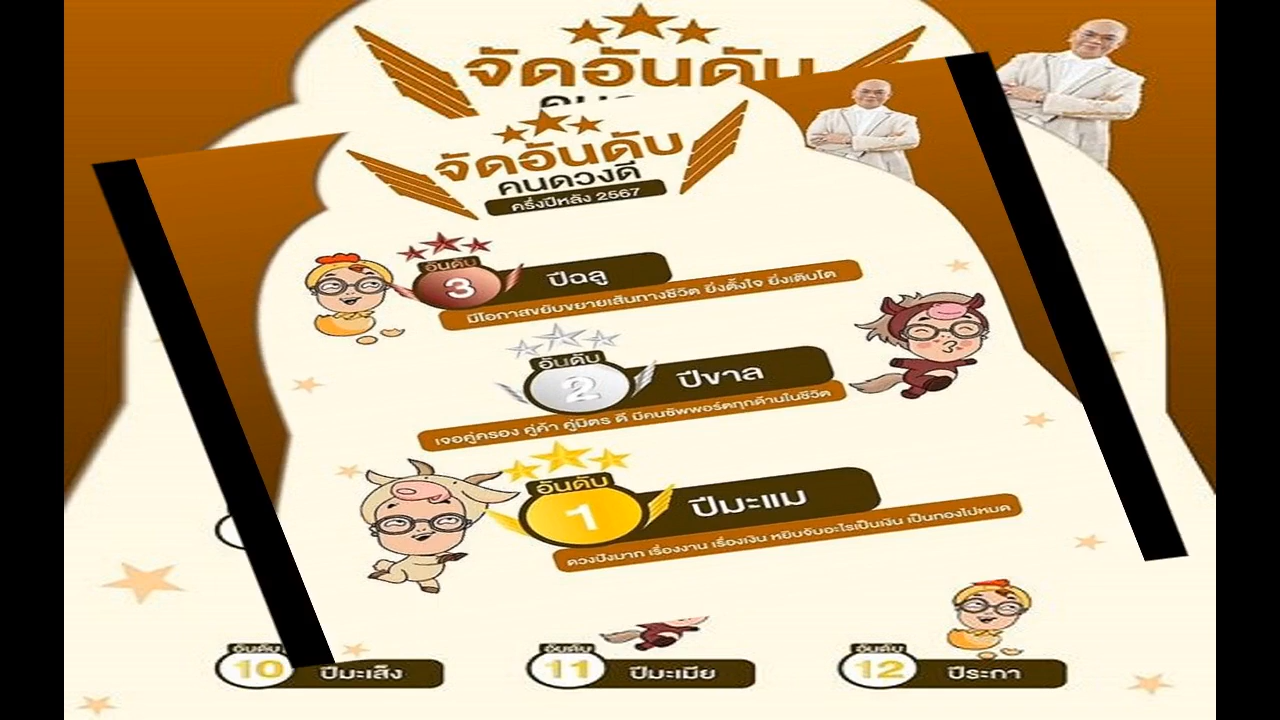 จัดอันดับ
จัดอันดับ
คนดวงดี
ครึ่งปีหลัง 2567
อันดับ
3
ปีฉลู
มีโอกาสขยับขยายเส้นทางชีวิต ยิ่งตั้งใจ ยิ่งเติบโต
อันดับ
2
ปีขาล
เจอคู่ครอง คู่ค้า คู่มิตร ดี มีคนซัพพอร์ตทุกด้านในชีวิต
อันดับ
1
ปีมะแม
ดวงปังมาก เรื่องงาน เรื่องเงิน หยิบจับอะไรเป็นเงิน เป็นทองไปหมด
อันดับ อันดับ อันดับ
10 ปีมะเส็ง 11 ปีมะเมีย 12 ปีระกา